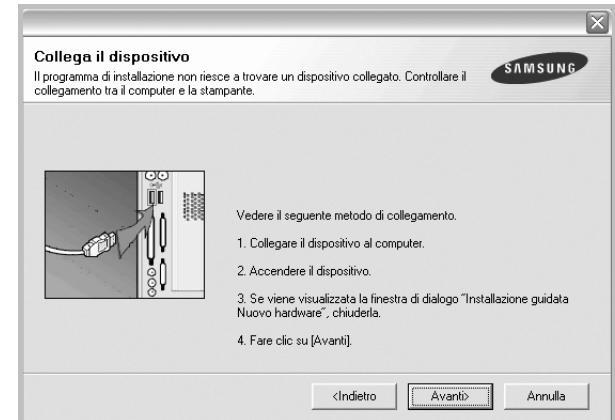 Collega il dispositivo
Il programma di installazione non riesce a trovare un dispositivo collegato. Controllare il
collegamento tra il computer e la stampante.
SAMSUNG
Vedere il seguente metodo di collegamento.
1. Collegare il dispositivo al computer.
2. Accendere il dispositivo.
3. Se viene visualizzata la finestra di dialogo "Installazione guidata
Nuovo hardware", chiuderla.
4. Fare clic su [Avanti].
<Indietro
Avanti>
Annulla